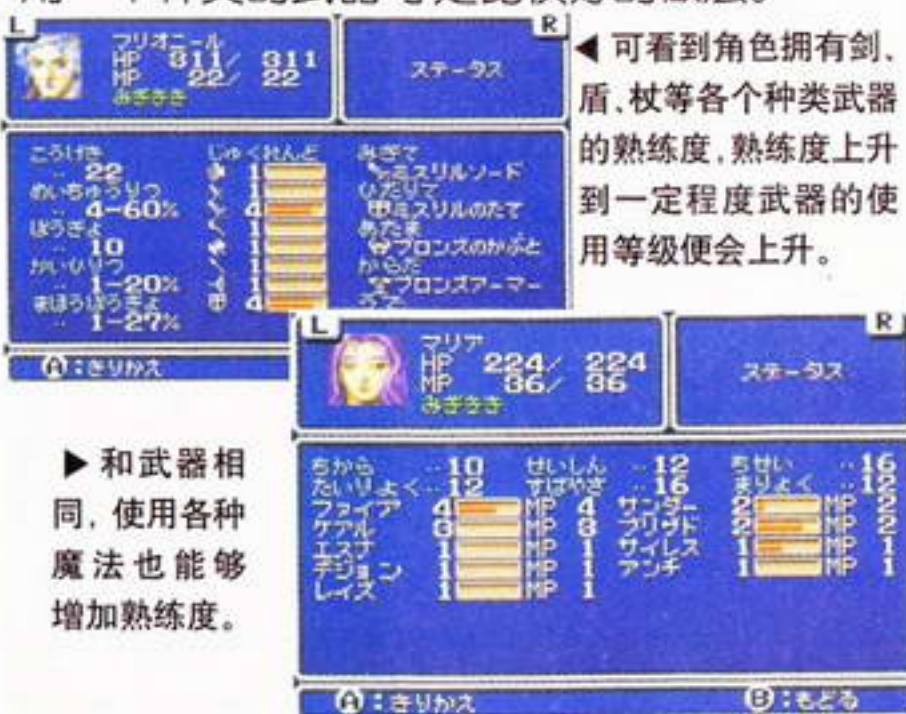 L
R
フリオニール
HP 311/ 311
MP 22/ 22
みぎきき
ステータス
こうげき
‥ 22
めいちゅうりつ
‥ 4-60%
ぼうぎょ
‥ 10
かいひりつ
‥ 1-20%
まほうぼうぎょ
‥ 1-27%
じゅくれんど
1
1
4
1
1
1
4
みぎて
ミスリルソード
ひだりて
ミスリルのたて
あたま
ブロンズのかぶと
からだ
ブロンズアーマー
うで
A:きりかえ
◀ 可看到角色拥有剑、
盾、杖等各个种类武器
的熟练度,熟练度上升
到一定程度武器的使
用等级便会上升。
L
R
マリア
HP 224/ 224
MP 36/ 36
みぎきき
ステータス
ちから ‥10 せいしん ‥12 ちせい ‥16
たいりょく‥12 すばやさ ‥16 まりょく ‥12
ファイア 4 MP 4 サンダー 2 MP 2
ケアル 3 MP 3 ブリザド 2 MP 2
エスナ 1 MP 1 サイレス 1 MP 1
デジョン 1 MP 1 アンチ 1 MP 1
レイズ 1 MP 1
A:きりかえ B:もどる
▶ 和武器相
同,使用各种
魔法也能够
增加熟练度。